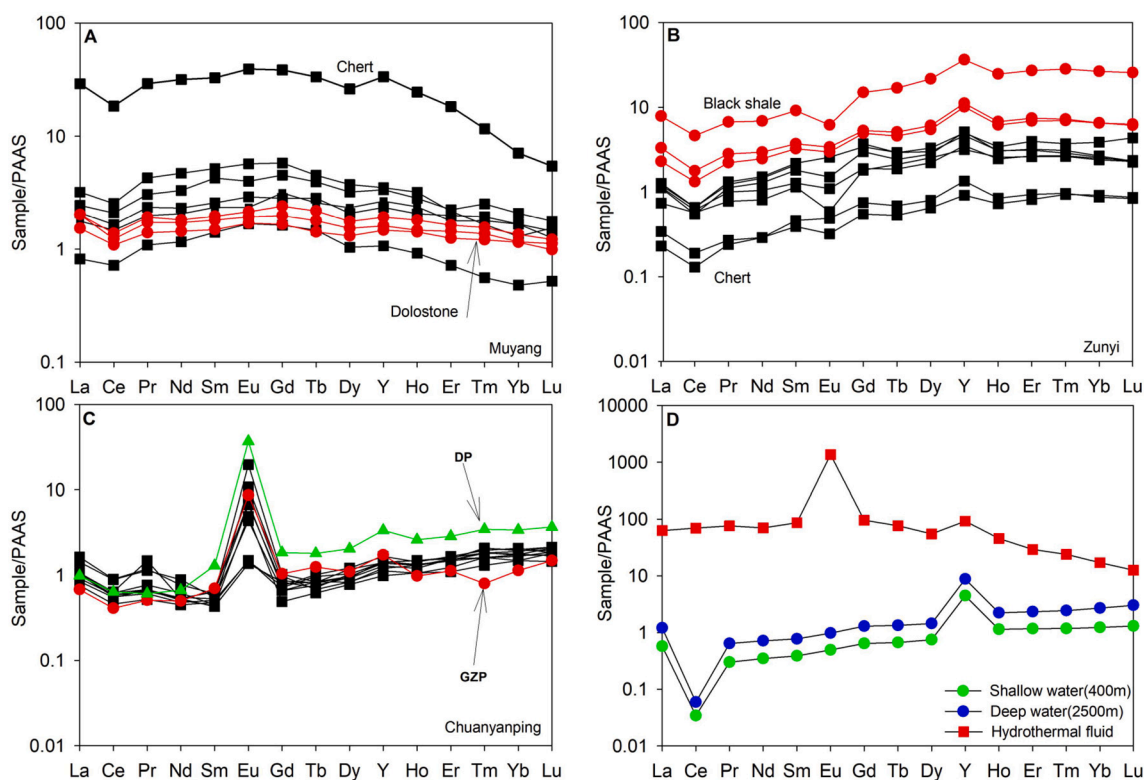 A
100
10
1
0.1
Sample/PAAS
Chert
Dolostone
Muyang
La Ce Pr Nd Sm Eu Gd Tb Dy Y Ho Er Tm Yb Lu
B
100
10
1
0.1
0.01
Sample/PAAS
Black shale
Chert
Zunyi
La Ce Pr Nd Sm Eu Gd Tb Dy Y Ho Er Tm Yb Lu
C
100
10
1
0.1
0.01
Sample/PAAS
DP
GZP
Chuanyanping
La Ce Pr Nd Sm Eu Gd Tb Dy Y Ho Er Tm Yb Lu
D
10000
1000
100
10
1
0.1
0.01
Sample/PAAS
Shallow water(400m)
Deep water(2500m)
Hydrothermal fluid
La Ce Pr Nd Sm Eu Gd Tb Dy Y Ho Er Tm Yb Lu